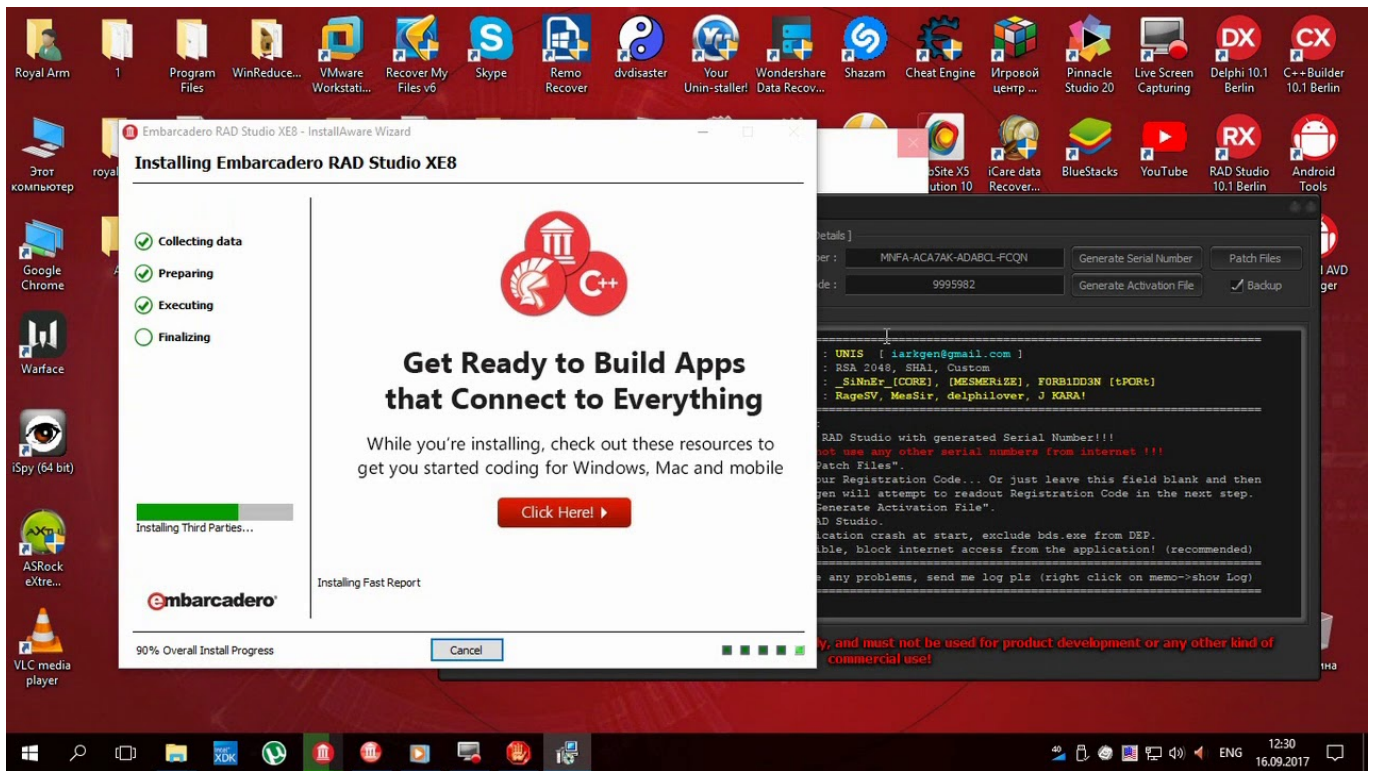 Royal Arm
1
Program Files
WinReduce...
VMware Workstati...
Recover My Files v6
Skype
Remo Recover
dvdisaster
Your Unin-staller!
Wondershare Data Recov...
Shazam
Cheat Engine
Игровой центр ...
Pinnacle Studio 20
Live Screen Capturing
DX
Delphi 10.1 Berlin
CX
C++Builder 10.1 Berlin
Этот компьютер
royal
iCare data Recover...
BlueStacks
YouTube
RX
RAD Studio 10.1 Berlin
Android Tools
Google Chrome
Warface
iSpy (64 bit)
ASRock eXtre...
VLC media player
Embarcadero RAD Studio XE8 - InstallAware Wizard
Installing Embarcadero RAD Studio XE8
Collecting data
Preparing
Executing
Finalizing
C++
Get Ready to Build Apps
that Connect to Everything
While you're installing, check out these resources to
get you started coding for Windows, Mac and mobile
Click Here!
Installing Third Parties...
Installing Fast Report
embarcadero
90% Overall Install Progress
Cancel
Details ]
MNFA-ACA7AK-ADABCL-FCQN
Generate Serial Number
Patch Files
9995982
Generate Activation File
Backup
: UNIS [ iarkgen@gmail.com ]
: RSA 2048, SHA1, Custom
: _SiNnEr_[CORE], [MESMERiZE], F0RB1DD3N [tPORt]
: RageSV, MesSir, delphilover, J KARA!
RAD Studio with generated Serial Number!!!
not use any other serial numbers from internet !!!
Patch Files".
our Registration Code... Or just leave this field blank and then
gen will attempt to readout Registration Code in the next step.
Generate Activation File".
AD Studio.
ication crash at start, exclude bds.exe from DEP.
ible, block internet access from the application! (recommended)
e any problems, send me log plz (right click on memo->show Log)
ly, and must not be used for product development or any other kind of
commercial use!
XDK
ENG
12:30
16.09.2017